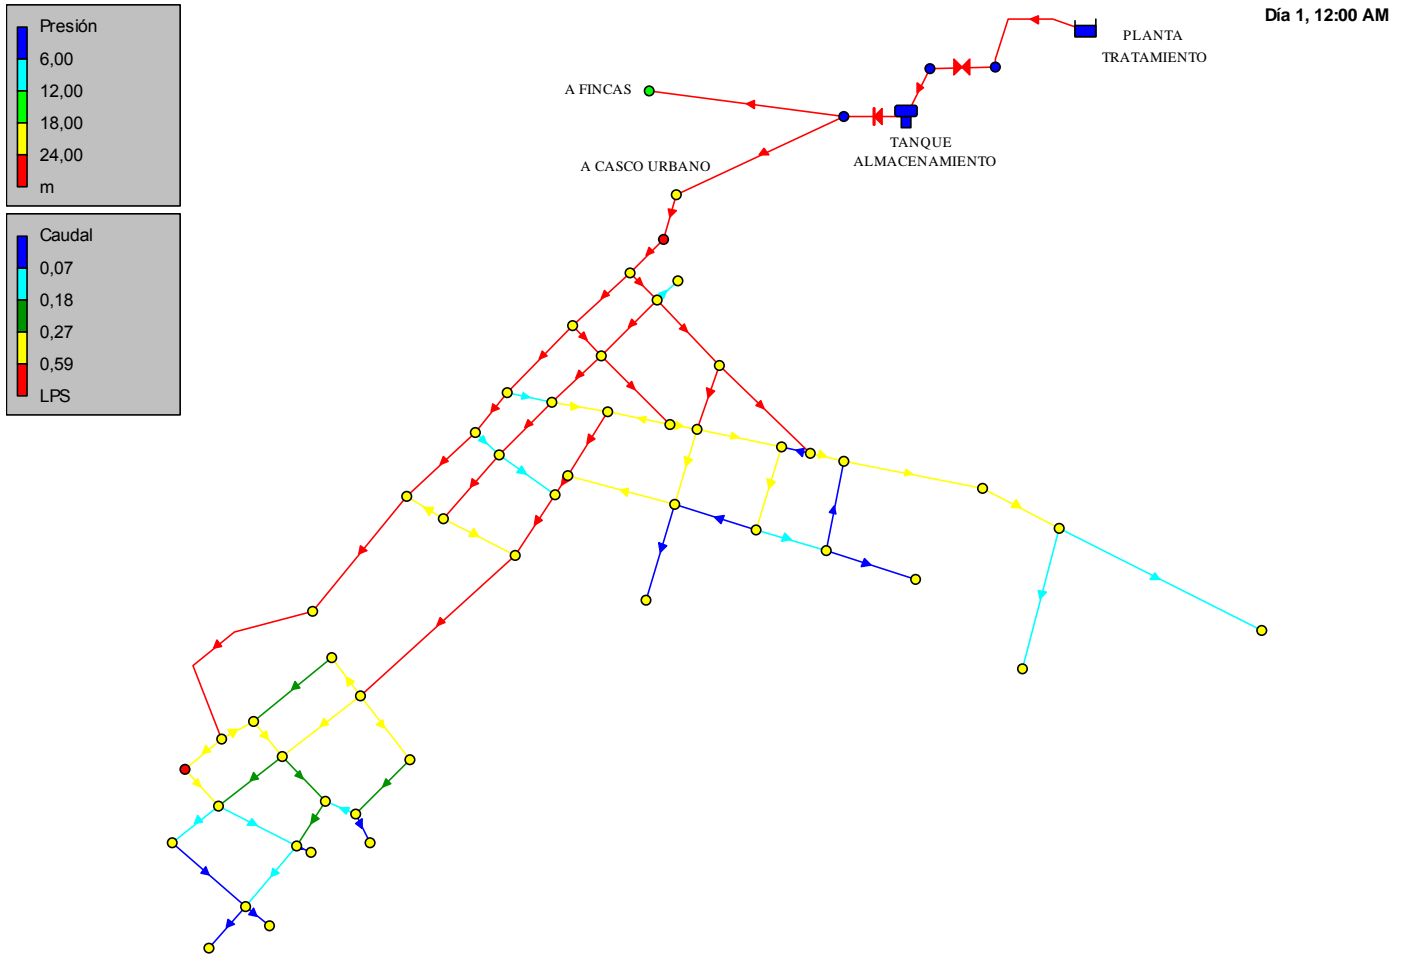 Presión
6,00
12,00
18,00
24,00
m
Caudal
0,07
0,18
0,27
0,59
LPS
Día 1, 12:00 AM
PLANTA
TRATAMIENTO
A FINCAS
TANQUE
ALMACENAMIENTO
A CASCO URBANO